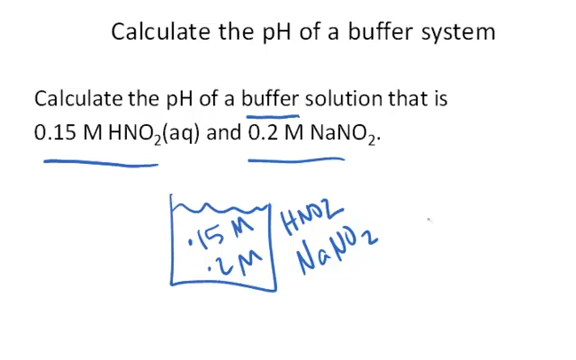 Calculate the pH of a buffer system
Calculate the pH of a buffer solution that is
0.15 M HNO₂(aq) and 0.2 M NaNO₂.
.15 M HNO2
.2 M NaNO₂